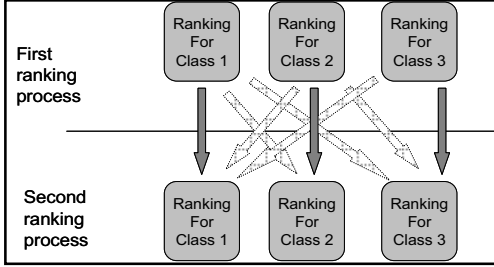 First
ranking
process
Ranking
For
Class 1
Ranking
For
Class 2
Ranking
For
Class 3
Second
ranking
process
Ranking
For
Class 1
Ranking
For
Class 2
Ranking
For
Class 3